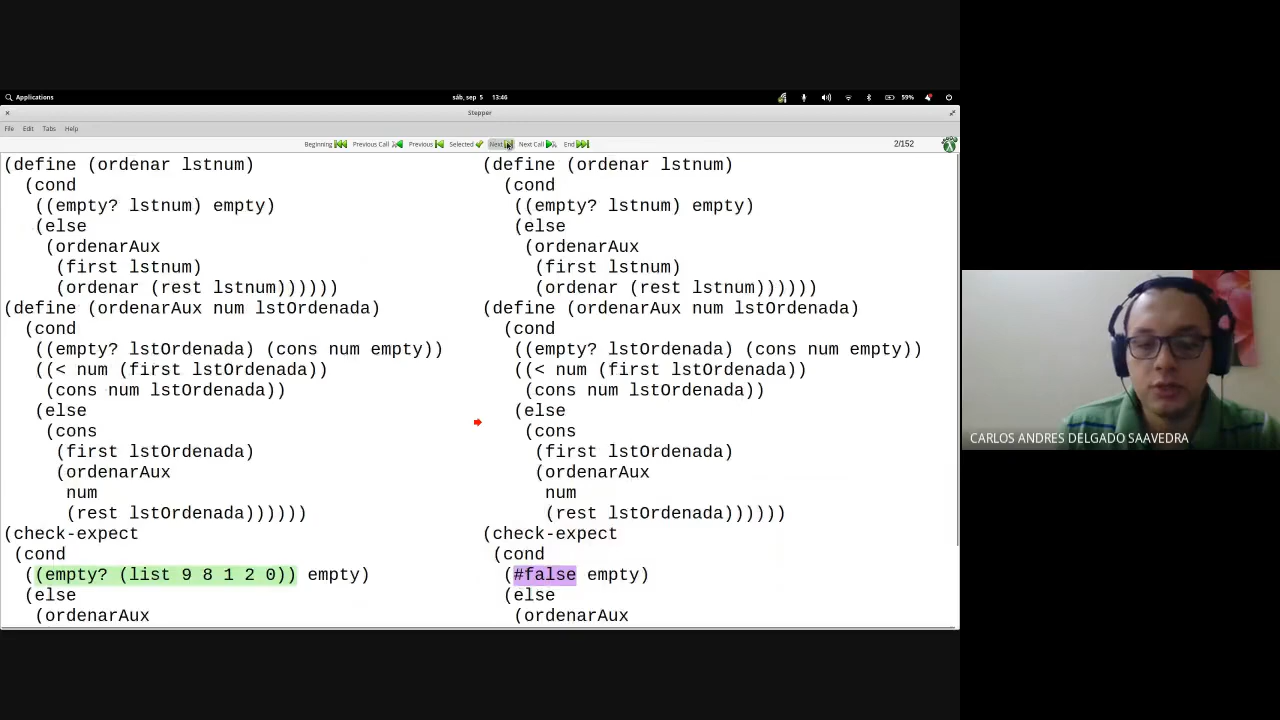 Applications
sáb, sep 5 13:46
59%
Stepper
File Edit Tabs Help
Beginning Previous Call Previous Selected Next Next Call End 2/152
(define (ordenar lstnum)
(cond
((empty? lstnum) empty)
(else
(ordenarAux
(first lstnum)
(ordenar (rest lstnum))))))
(define (ordenarAux num lstOrdenada)
(cond
((empty? lstOrdenada) (cons num empty))
((< num (first lstOrdenada))
(cons num lstOrdenada))
(else
(cons
(first lstOrdenada)
(ordenarAux
num
(rest lstOrdenada))))))
(check-expect
(cond
((empty? (list 9 8 1 2 0)) empty)
(else
(ordenarAux
(define (ordenar lstnum)
(cond
((empty? lstnum) empty)
(else
(ordenarAux
(first lstnum)
(ordenar (rest lstnum))))))
(define (ordenarAux num lstOrdenada)
(cond
((empty? lstOrdenada) (cons num empty))
((< num (first lstOrdenada))
(cons num lstOrdenada))
(else
(cons
(first lstOrdenada)
(ordenarAux
num
(rest lstOrdenada))))))
(check-expect
(cond
(#false empty)
(else
(ordenarAux
CARLOS ANDRES DELGADO SAAVEDRA